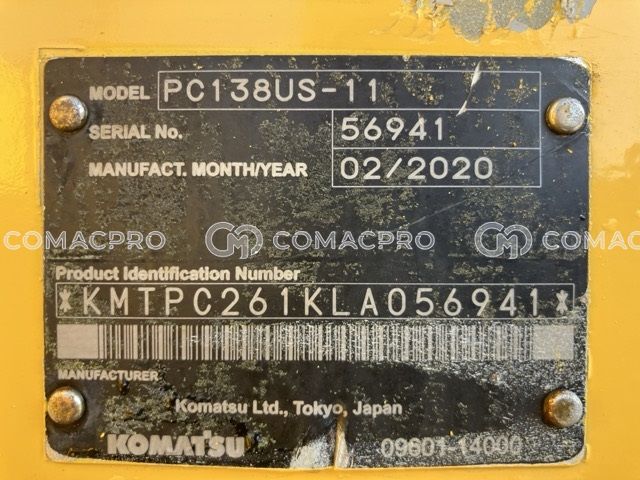 MODEL PC138US-11
SERIAL No. 56941
MANUFACT. MONTH/YEAR 02/2020
COMACPRO COMACPRO COMACPRO
Product Identification Number
*KMTPC261KLA056941*
MANUFACTURER
Komatsu Ltd., Tokyo, Japan
KOMATSU 09601-14000